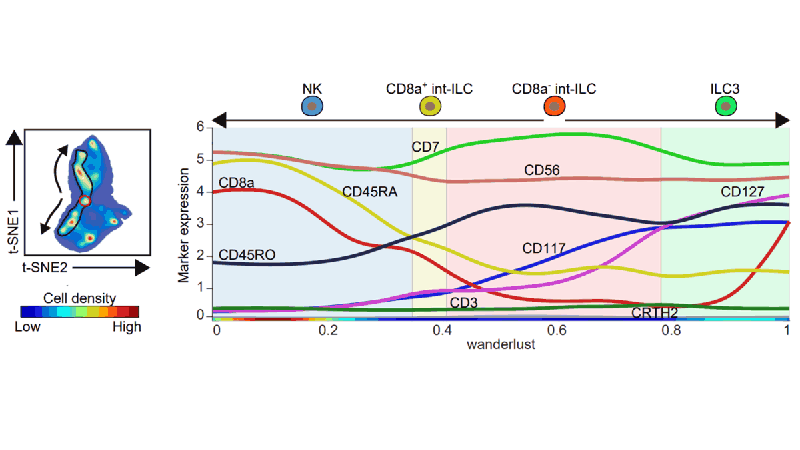 NK
CD8a⁺ int-ILC
CD8a⁻ int-ILC
ILC3
t-SNE1
t-SNE2
Cell density
Low
High
Marker expression
6
5
4
3
2
1
0
CD7
CD56
CD8a
CD45RA
CD127
CD45RO
CD117
CD3
CRTH2
0
0.2
0.4
0.6
0.8
1
wanderlust